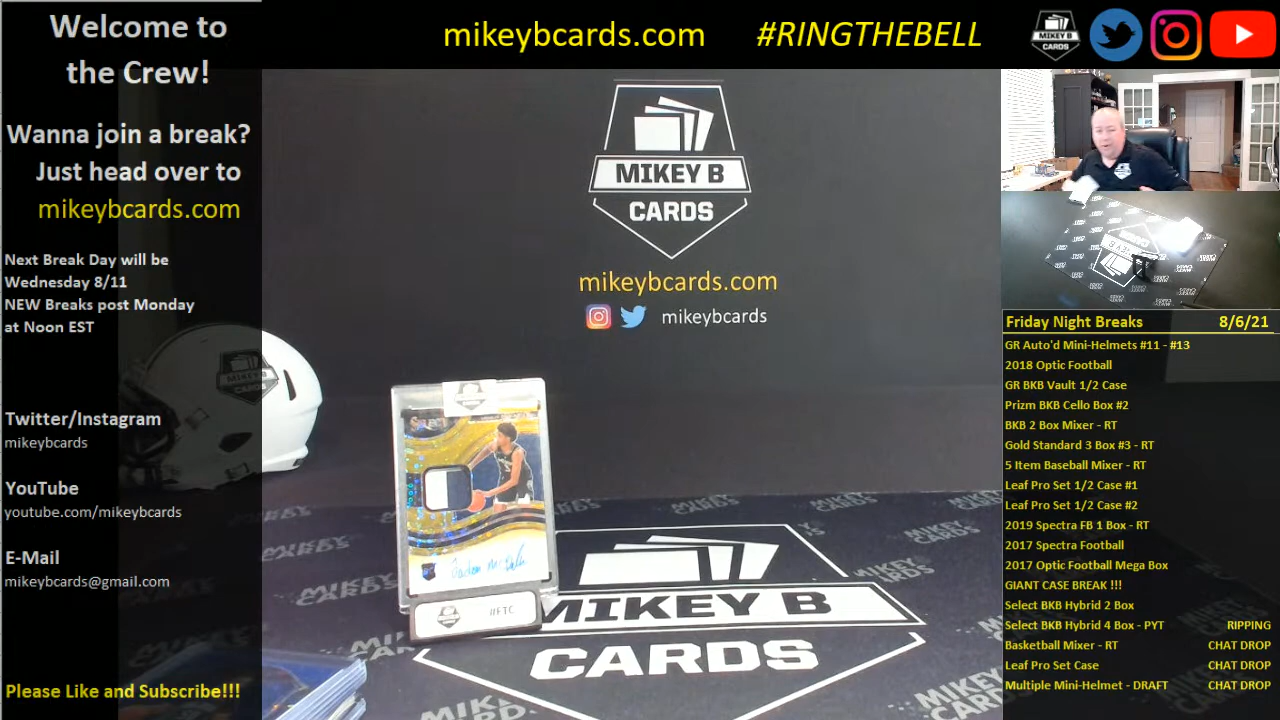 Welcome to
the Crew!
Wanna join a break?
Just head over to
mikeybcards.com
Next Break Day will be
Wednesday 8/11
NEW Breaks post Monday
at Noon EST
Twitter/Instagram
mikeybcards
YouTube
youtube.com/mikeybcards
E-Mail
mikeybcards@gmail.com
Please Like and Subscribe!!!
mikeybcards.com
#RINGTHEBELL
MIKEY B
CARDS
MIKEY B
CARDS
mikeybcards.com
mikeybcards
SELECT
#FTC
MIKEY B
CARDS
Friday Night Breaks 8/6/21
GR Auto'd Mini-Helmets #11 - #13
2018 Optic Football
GR BKB Vault 1/2 Case
Prizm BKB Cello Box #2
BKB 2 Box Mixer - RT
Gold Standard 3 Box #3 - RT
5 Item Baseball Mixer - RT
Leaf Pro Set 1/2 Case #1
Leaf Pro Set 1/2 Case #2
2019 Spectra FB 1 Box - RT
2017 Spectra Football
2017 Optic Football Mega Box
GIANT CASE BREAK !!!
Select BKB Hybrid 2 Box
Select BKB Hybrid 4 Box - PYT RIPPING
Basketball Mixer - RT CHAT DROP
Leaf Pro Set Case CHAT DROP
Multiple Mini-Helmet - DRAFT CHAT DROP